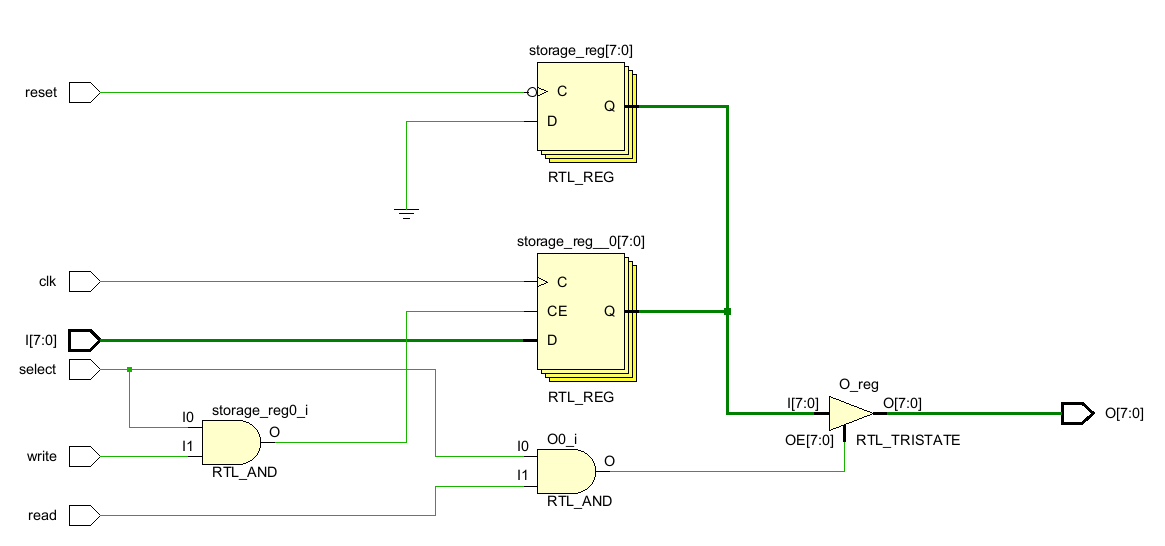 storage_reg[7:0]
reset
C
Q
D
RTL_REG
storage_reg__0[7:0]
clk
C
CE
Q
I[7:0]
D
select
RTL_REG
O_reg
I[7:0]
O[7:0]
O[7:0]
storage_reg0_i
I0
O
OE[7:0]
RTL_TRISTATE
O0_i
I1
I0
write
O
RTL_AND
I1
RTL_AND
read